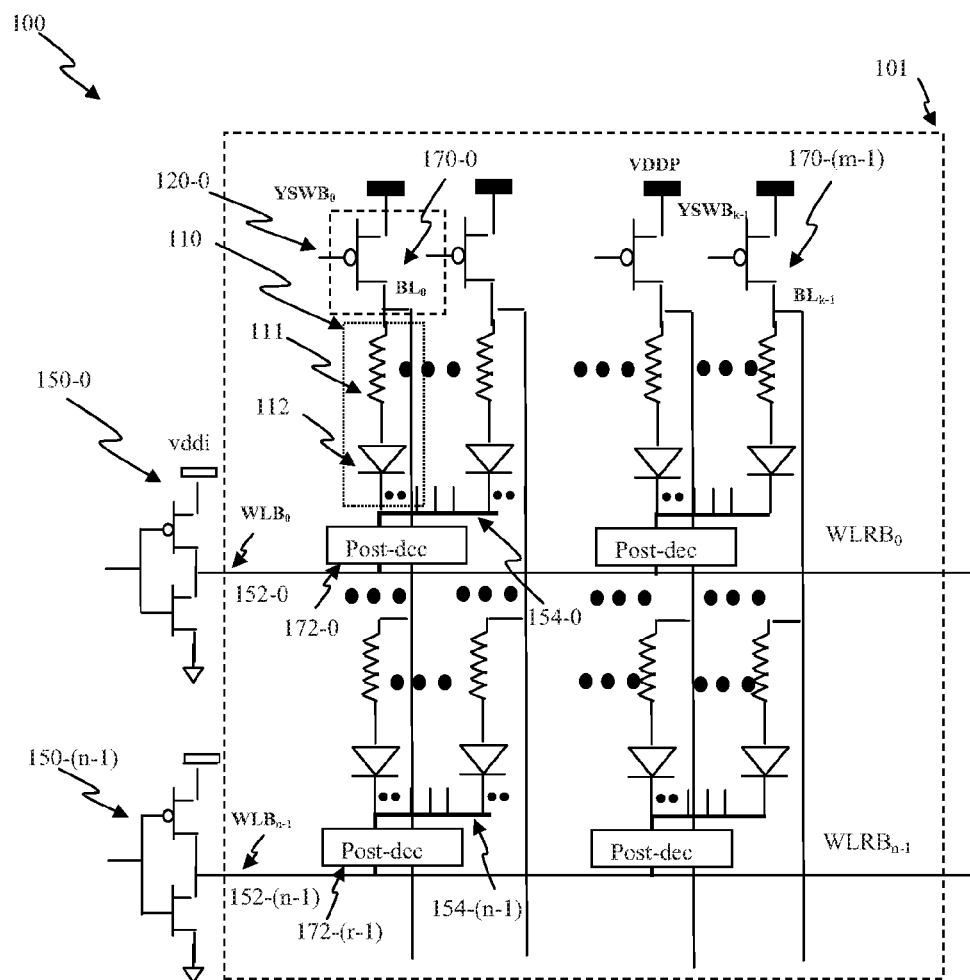 100
101
170-0
170-(m-1)
120-0
YSWB0
VDDP
YSWBk-1
110
BL0
BLk-1
111
150-0
112
vddi
WLB0
WLRB0
Post-dec
Post-dec
152-0
172-0
154-0
150-(n-1)
WLBn-1
WLRBn-1
Post-dec
Post-dec
152-(n-1)
154-(n-1)
172-(r-1)